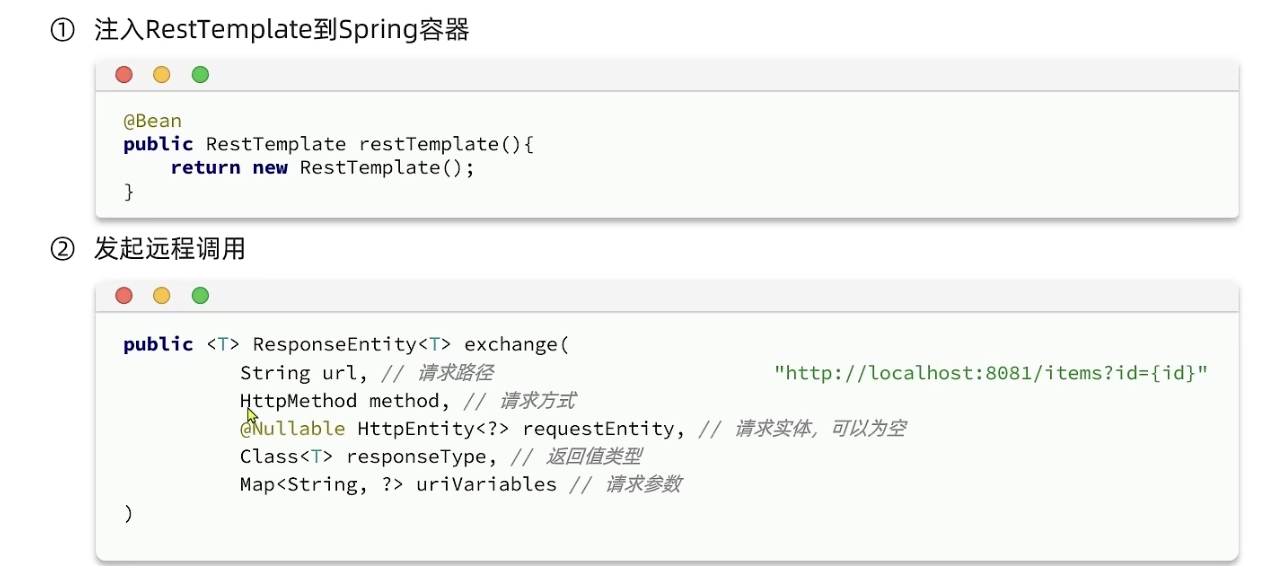 ① 注入RestTemplate到Spring容器
@Bean
public RestTemplate restTemplate(){
return new RestTemplate();
}
② 发起远程调用
public <T> ResponseEntity<T> exchange(
String url, // 请求路径 "http://localhost:8081/items?id={id}"
HttpMethod method, // 请求方式
@Nullable HttpEntity<?> requestEntity, // 请求实体，可以为空
Class<T> responseType, // 返回值类型
Map<String, ?> uriVariables // 请求参数
)